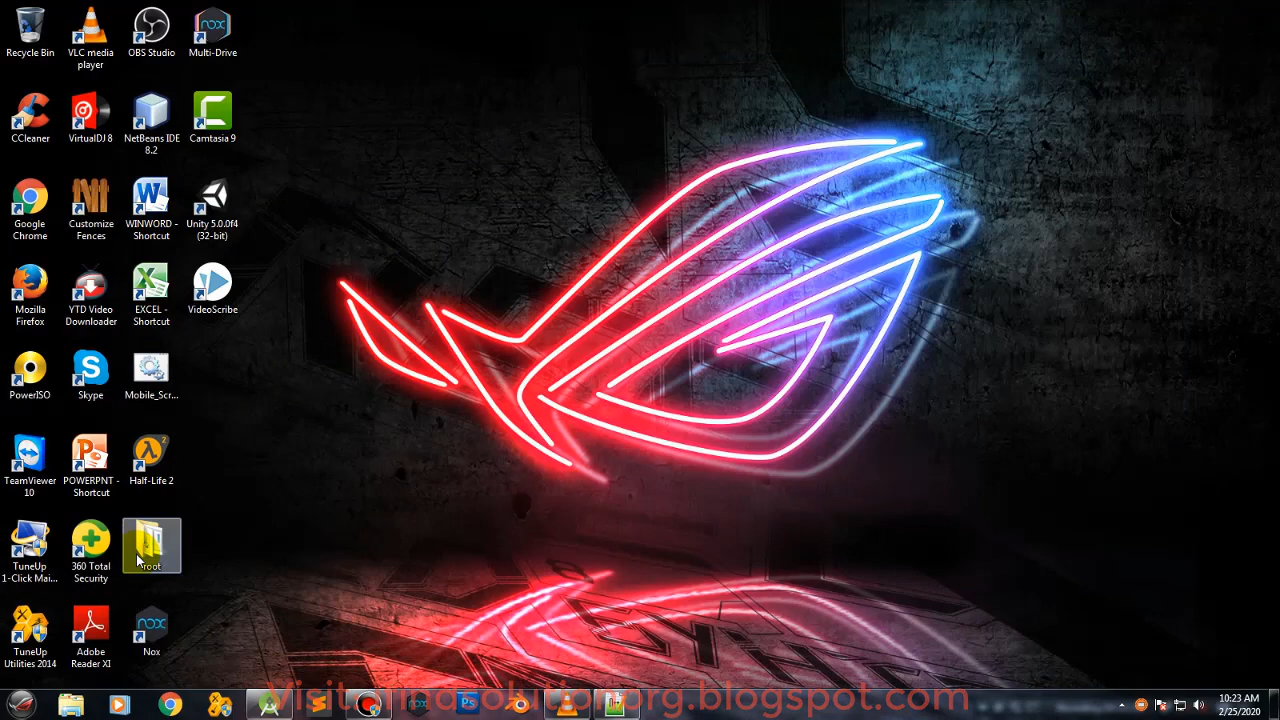 Recycle Bin
VLC media
player
OBS Studio
Multi-Drive
CCleaner
VirtualDJ 8
NetBeans IDE
8.2
Camtasia 9
Google
Chrome
Customize
Fences
WINWORD -
Shortcut
Unity 5.0.0f4
(32-bit)
Mozilla
Firefox
YTD Video
Downloader
EXCEL -
Shortcut
VideoScribe
PowerISO
Skype
Mobile_Scr...
TeamViewer
10
POWERPNT -
Shortcut
Half-Life 2
TuneUp
1-Click Mai...
360 Total
Security
root
TuneUp
Utilities 2014
Adobe
Reader XI
Nox
10:23 AM
2/25/2020